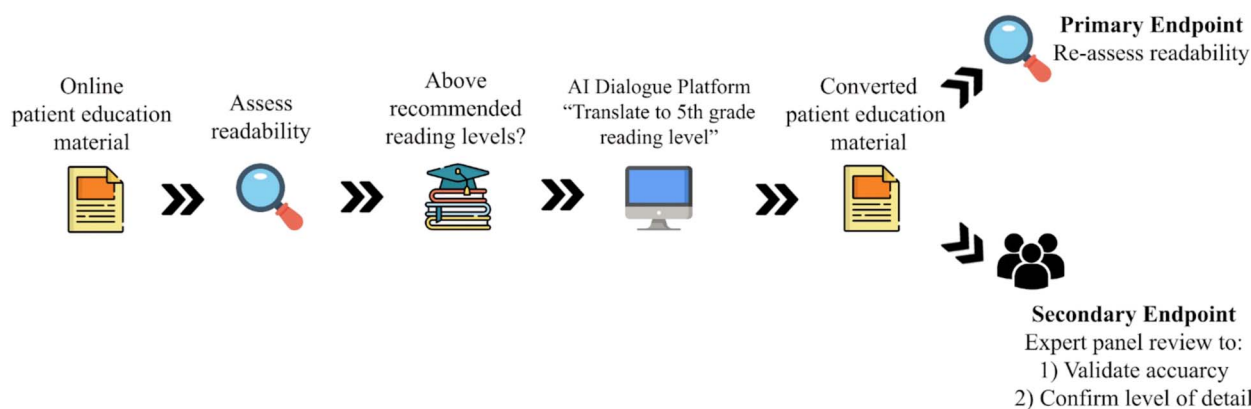 Online
patient education
material
Assess
readability
Above
recommended
reading levels?
AI Dialogue Platform
“Translate to 5th grade
reading level”
Converted
patient education
material
Primary Endpoint
Re-assess readability
Secondary Endpoint
Expert panel review to:
1) Validate accuarcy
2) Confirm level of detail